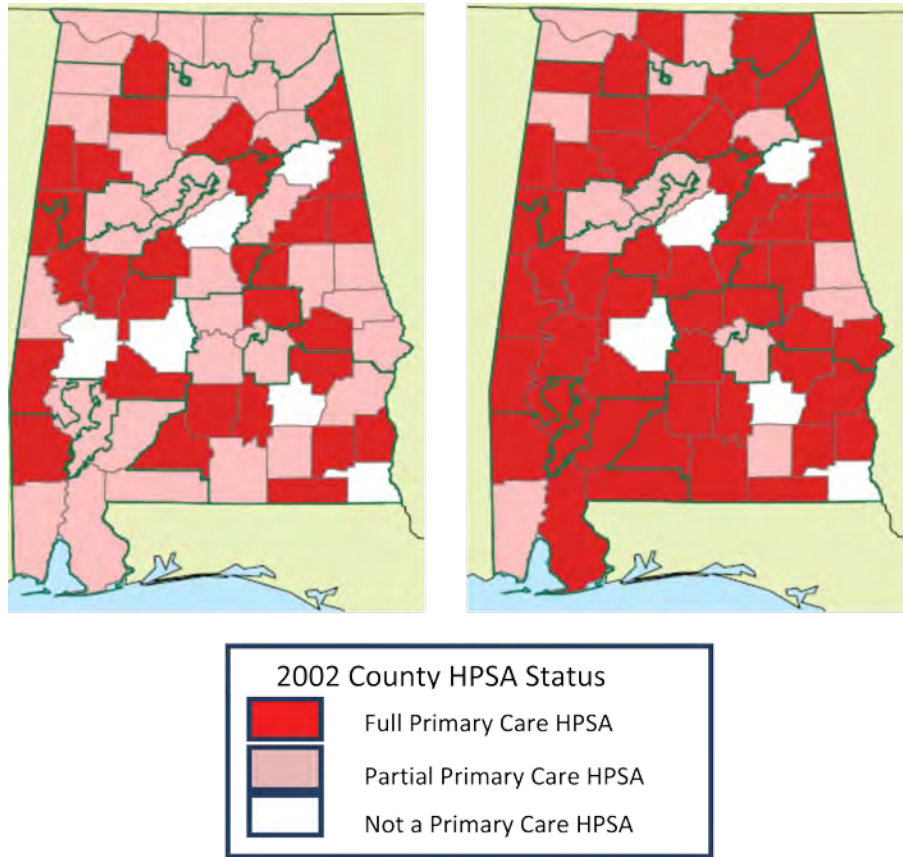 2002 County HPSA Status
Full Primary Care HPSA
Partial Primary Care HPSA
Not a Primary Care HPSA